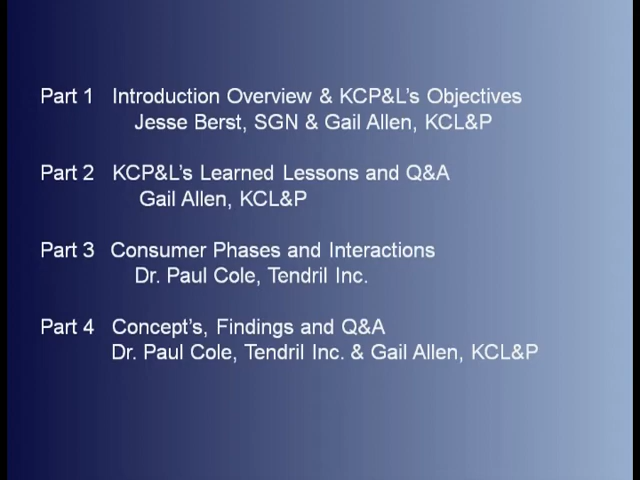 Part 1 Introduction Overview & KCP&L's Objectives
Jesse Berst, SGN & Gail Allen, KCL&P
Part 2 KCP&L's Learned Lessons and Q&A
Gail Allen, KCL&P
Part 3 Consumer Phases and Interactions
Dr. Paul Cole, Tendril Inc.
Part 4 Concept's, Findings and Q&A
Dr. Paul Cole, Tendril Inc. & Gail Allen, KCL&P